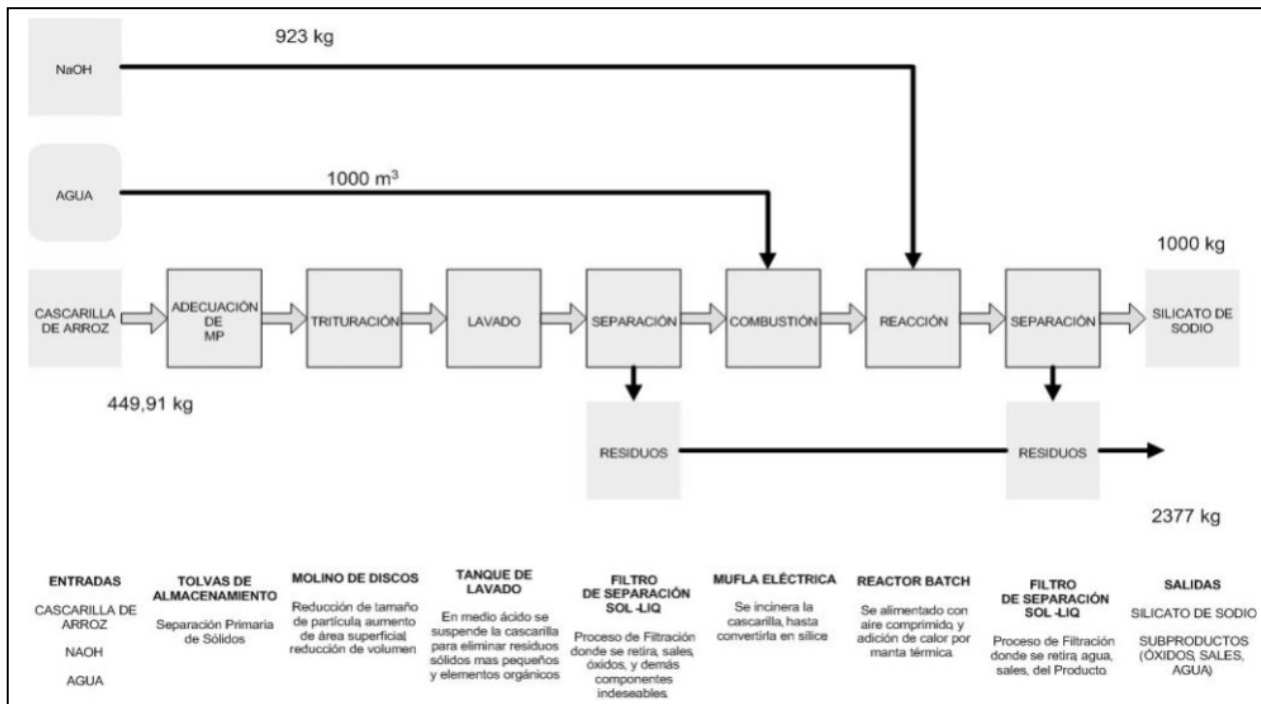 923 kg
NaOH
AGUA
1000 m³
1000 kg
CASCARILLA
DE ARROZ
ADECUACIÓN
DE
MP
TRITURACIÓN
LAVADO
SEPARACIÓN
COMBUSTIÓN
REACCIÓN
SEPARACIÓN
SILICATO DE
SODIO
449,91 kg
RESIDUOS
RESIDUOS
2377 kg
ENTRADAS
CASCARILLA DE
ARROZ
NAOH
AGUA
TOLVAS DE
ALMACENAMIENTO
Separación Primaria
de Sólidos
MOLINO DE DISCOS
Reducción de tamaño
de partícula, aumento
de área superficial,
reducción de volumen
TANQUE DE
LAVADO
En medio ácido se
suspende la cascarilla
para eliminar residuos
sólidos mas pequeños
y elementos orgánicos
FILTRO
DE SEPARACIÓN
SOL -LIQ
Proceso de Filtración
donde se retira, sales,
óxidos, y demás
componentes
indeseables.
MUFLA ELÉCTRICA
Se incinera la
cascarilla, hasta
convertirla en sílice
REACTOR BATCH
Se alimentado con
aire comprimido, y
adición de calor por
manta térmica.
FILTRO
DE SEPARACIÓN
SOL -LIQ
Proceso de Filtración
donde se retira, agua,
sales, del Producto.
SALIDAS
SILICATO DE SODIO
SUBPRODUCTOS
(ÓXIDOS, SALES,
AGUA)